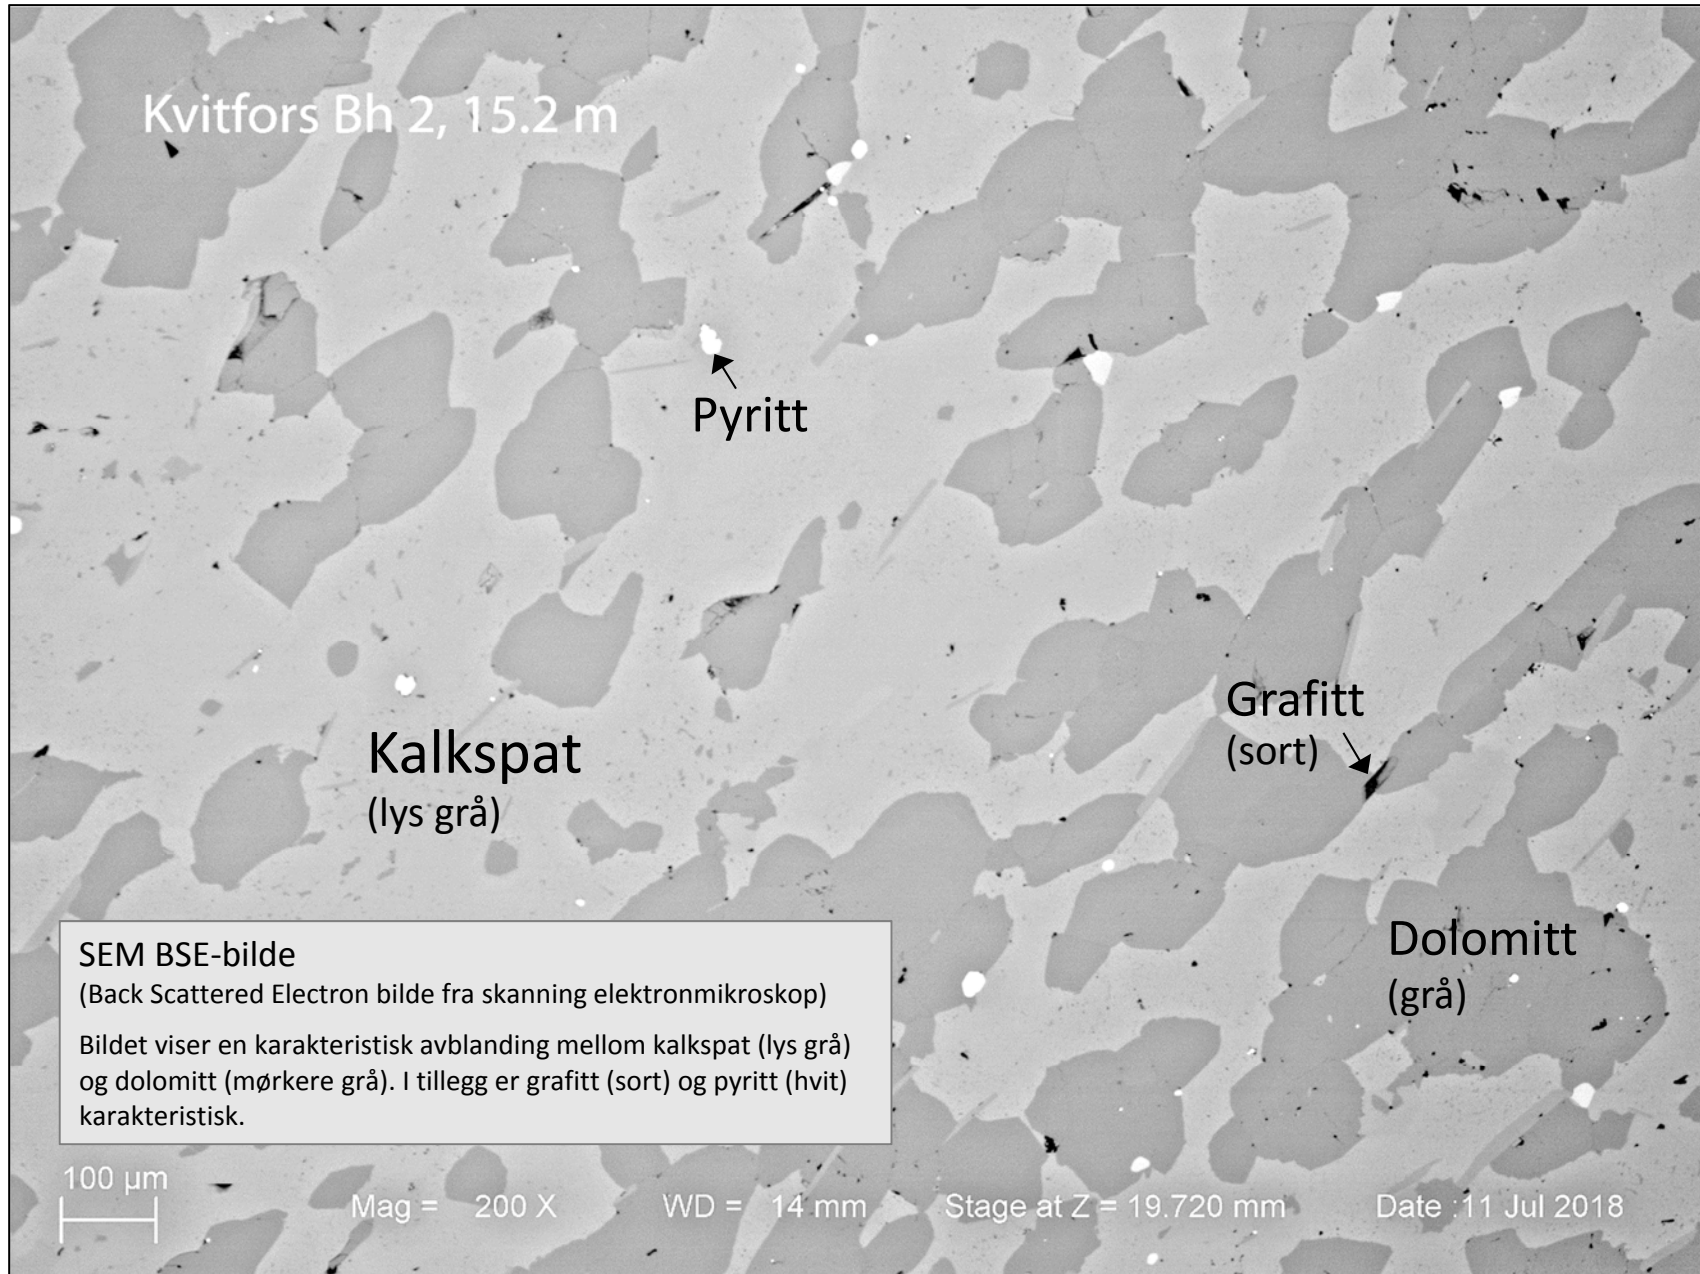 Kvitfors Bh 2, 15.2 m
Pyritt
Grafitt
(sort)
Kalkspat
(lys grå)
Dolomitt
(grå)
SEM BSE-bilde
(Back Scattered Electron bilde fra skanning elektronmikroskop)
Bildet viser en karakteristisk avblanding mellom kalkspat (lys grå)
og dolomitt (mørkere grå). I tillegg er grafitt (sort) og pyritt (hvit)
karakteristisk.
100 µm
Mag = 200 X WD = 14 mm Stage at Z = 19.720 mm Date :11 Jul 2018